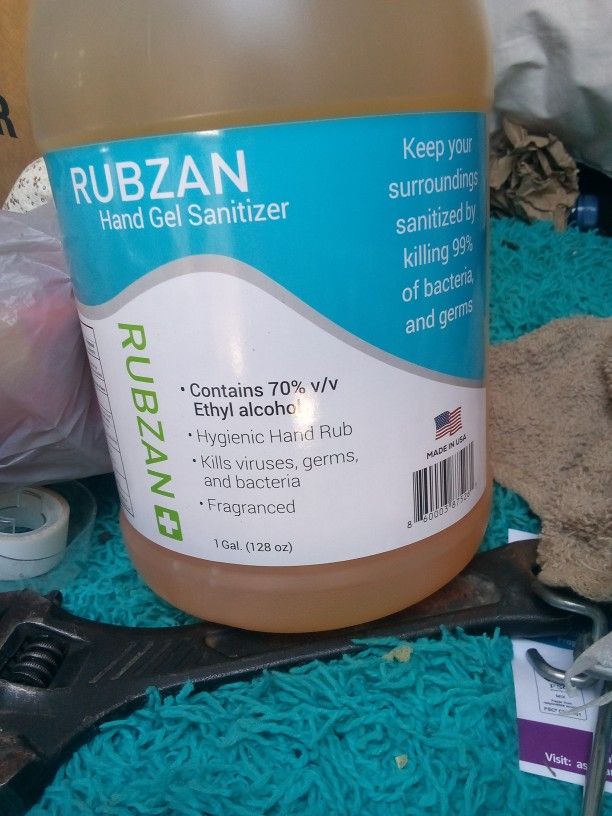 RUBZAN
Hand Gel Sanitizer
Keep your
surroundings
sanitized by
killing 99%
of bacteria,
and germs
RUBZAN
• Contains 70% v/v
Ethyl alcohol
• Hygienic Hand Rub
• Kills viruses, germs,
and bacteria
• Fragranced
1 Gal. (128 oz)
MADE IN USA
Visit:
R